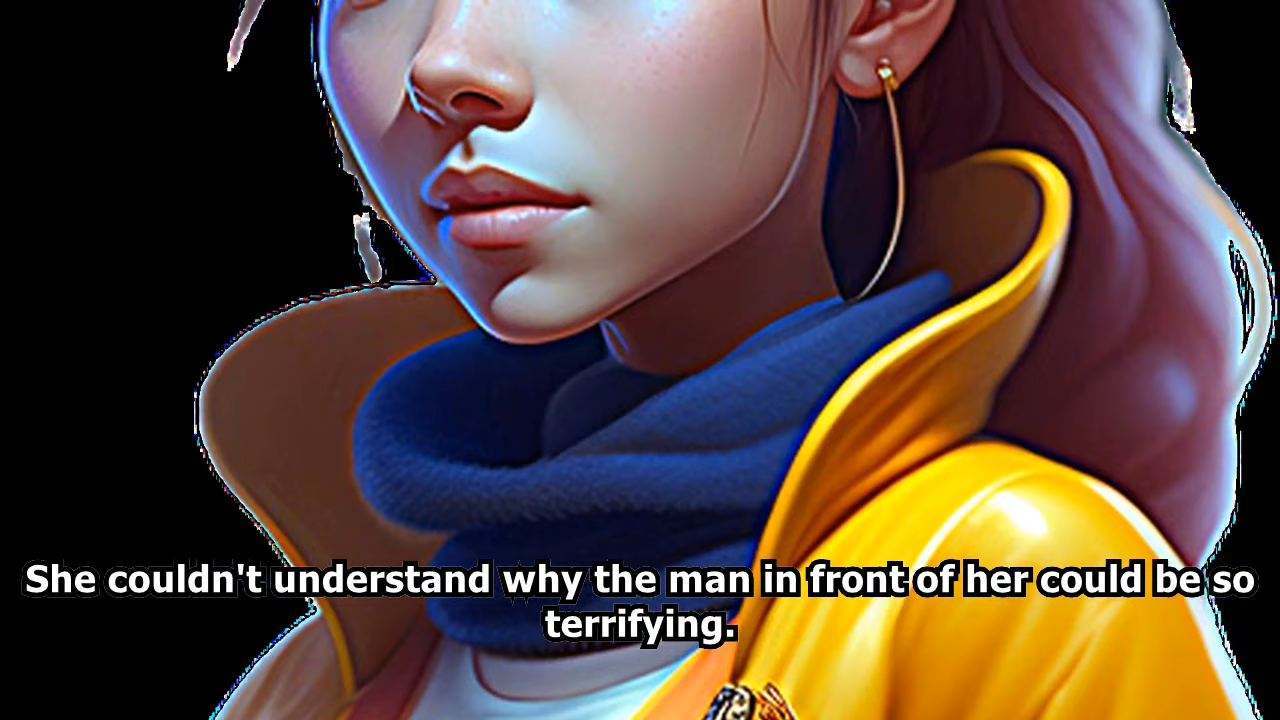 She couldn't understand why the man in front of her could be so
terrifying.